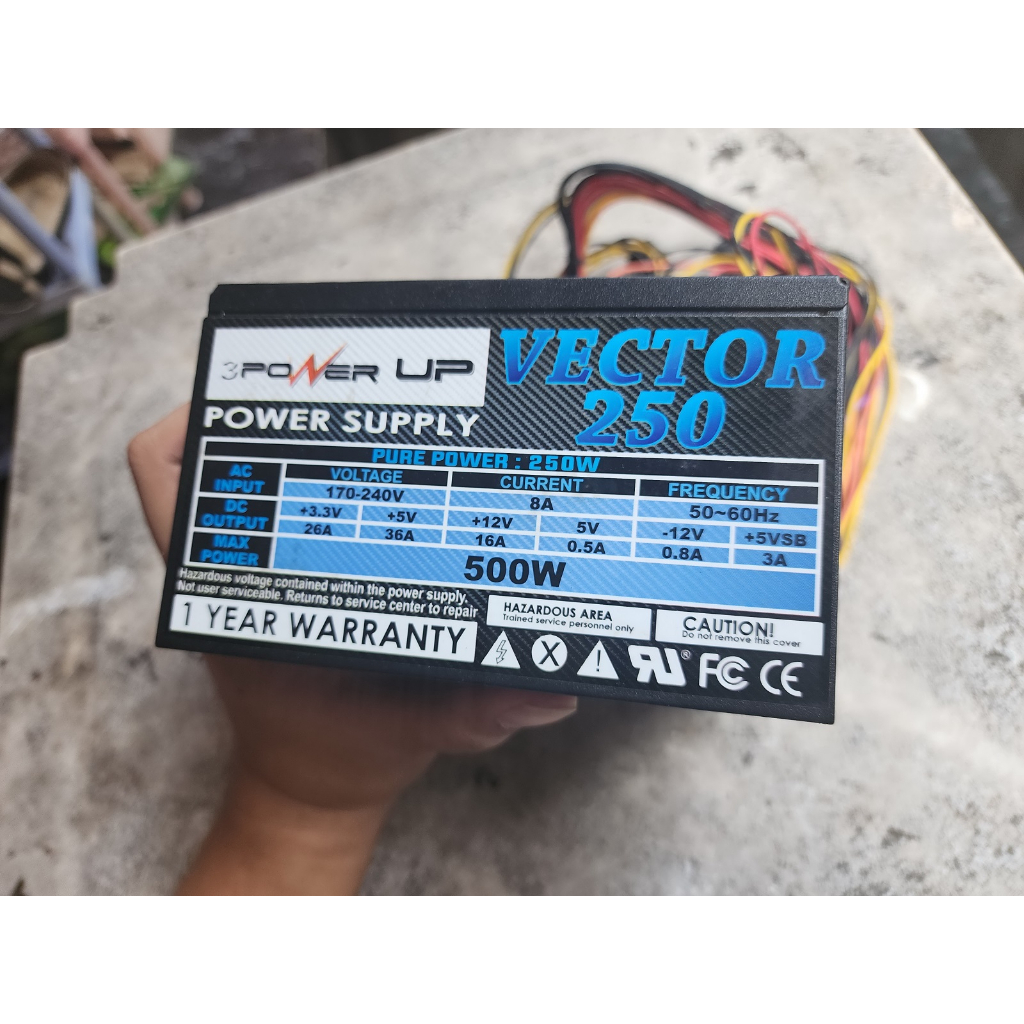 3POWER UP
VECTOR
250
POWER SUPPLY
PURE POWER : 250W
AC INPUT VOLTAGE CURRENT FREQUENCY
170-240V 8A 50~60Hz
DC OUTPUT +3.3V +5V +12V 5V -12V +5VSB
26A 36A 16A 0.5A 0.8A 3A
MAX POWER 500W
Hazardous voltage contained within the power supply.
Not user serviceable. Returns to service center to repair
1 YEAR WARRANTY
HAZARDOUS AREA
Trained service personnel only
CAUTION!
Do not remove this cover
X ! RU® FC CE